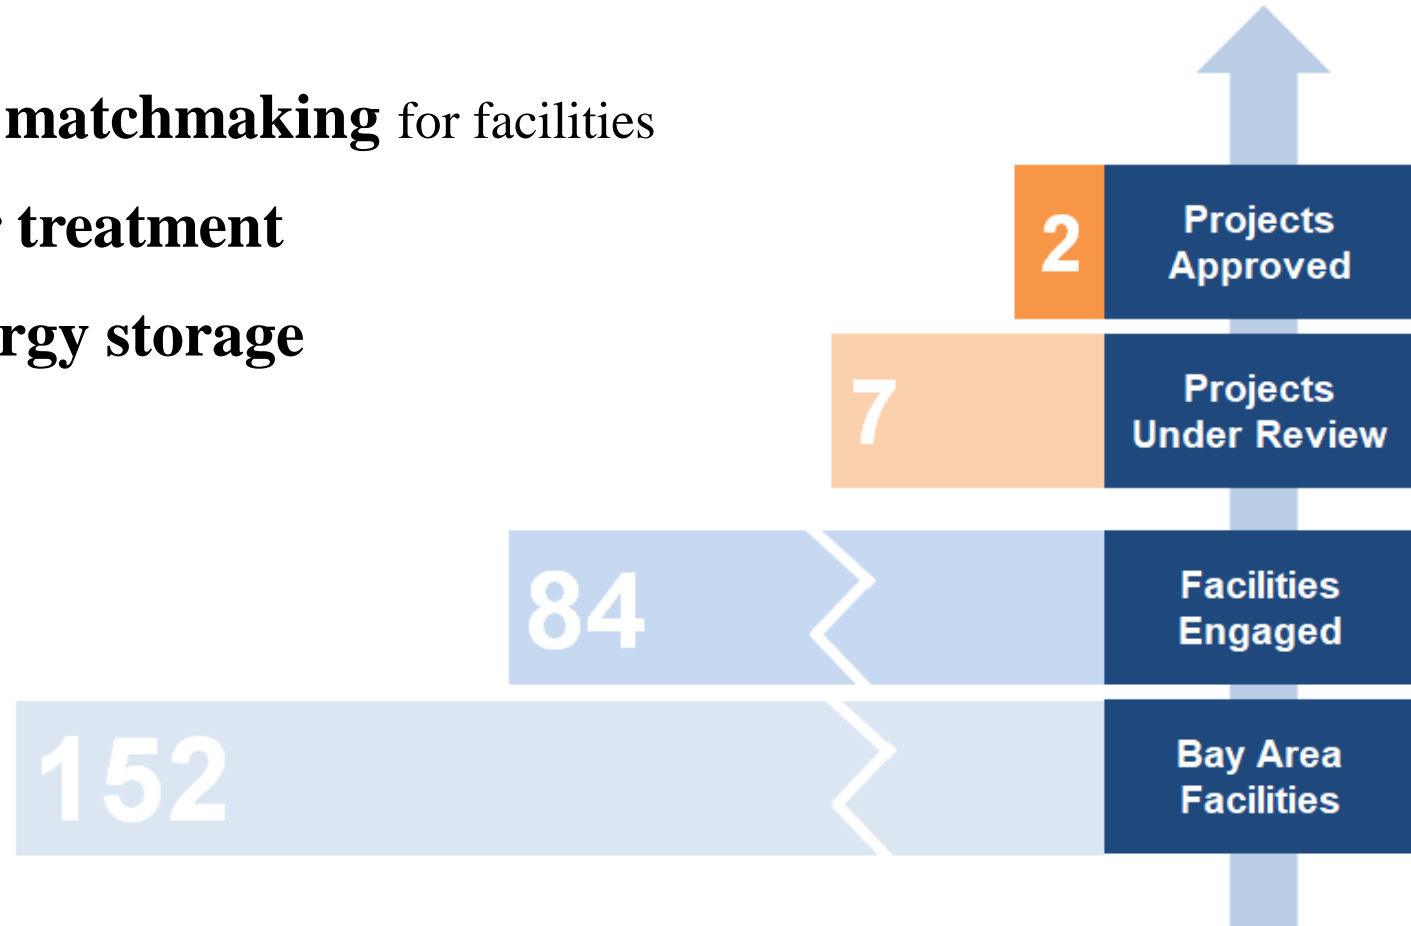 matchmaking for facilities
treatment
storage
2
Projects
Approved
7
Projects
Under Review
84
Facilities
Engaged
152
Bay Area
Facilities